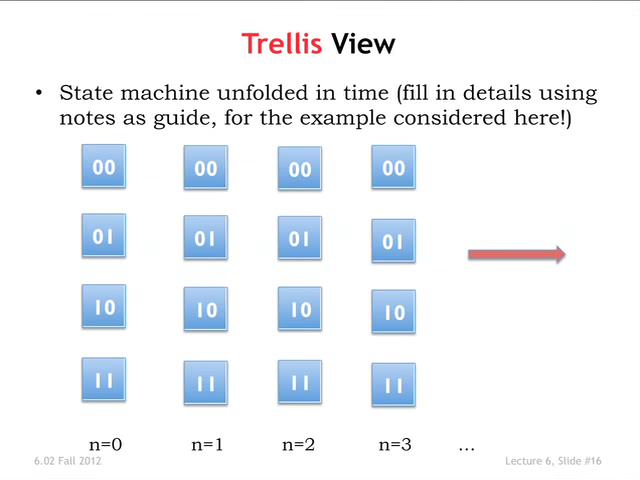 Trellis View
• State machine unfolded in time (fill in details using
notes as guide, for the example considered here!)
00 00 00 00
01 01 01 01
10 10 10 10
11 11 11 11
n=0 n=1 n=2 n=3 ...
6.02 Fall 2012 Lecture 6, Slide #16